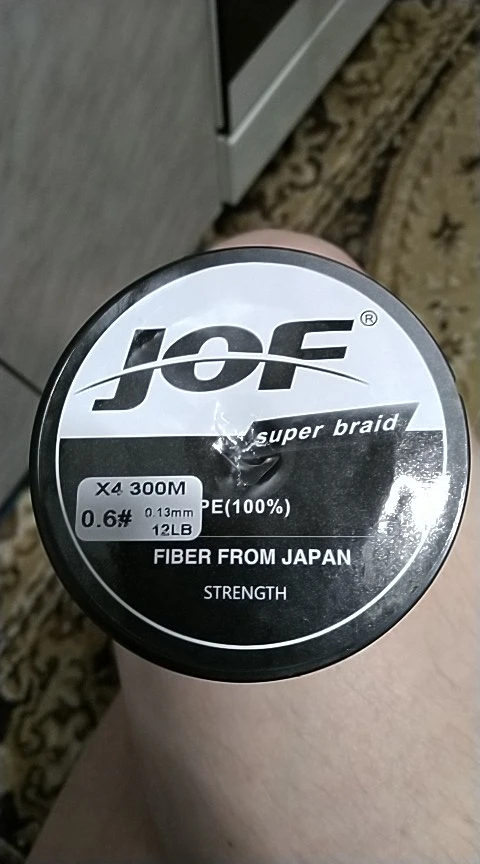 JOF®
super braid
X4 300M
0.6# 0.13mm
12LB
PE(100%)
FIBER FROM JAPAN
STRENGTH